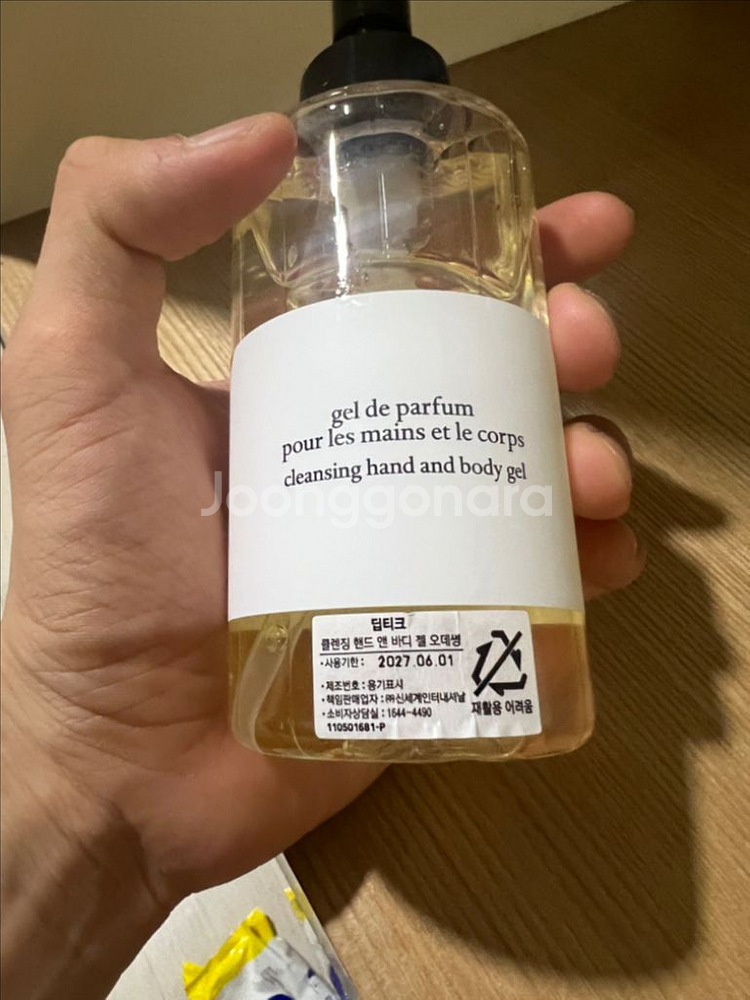 gel de parfum
pour les mains et le corps
cleansing hand and body gel
Joonggonara
딥티크
클렌징 핸드 앤 바디 젤 오데썽
·사용기한 : 2027.06.01
·제조번호 : 용기표시
·책임판매업자 : ㈜신세계인터내셔날
·소비자상담실 : 1644-4490
110501681-P
재활용 어려움